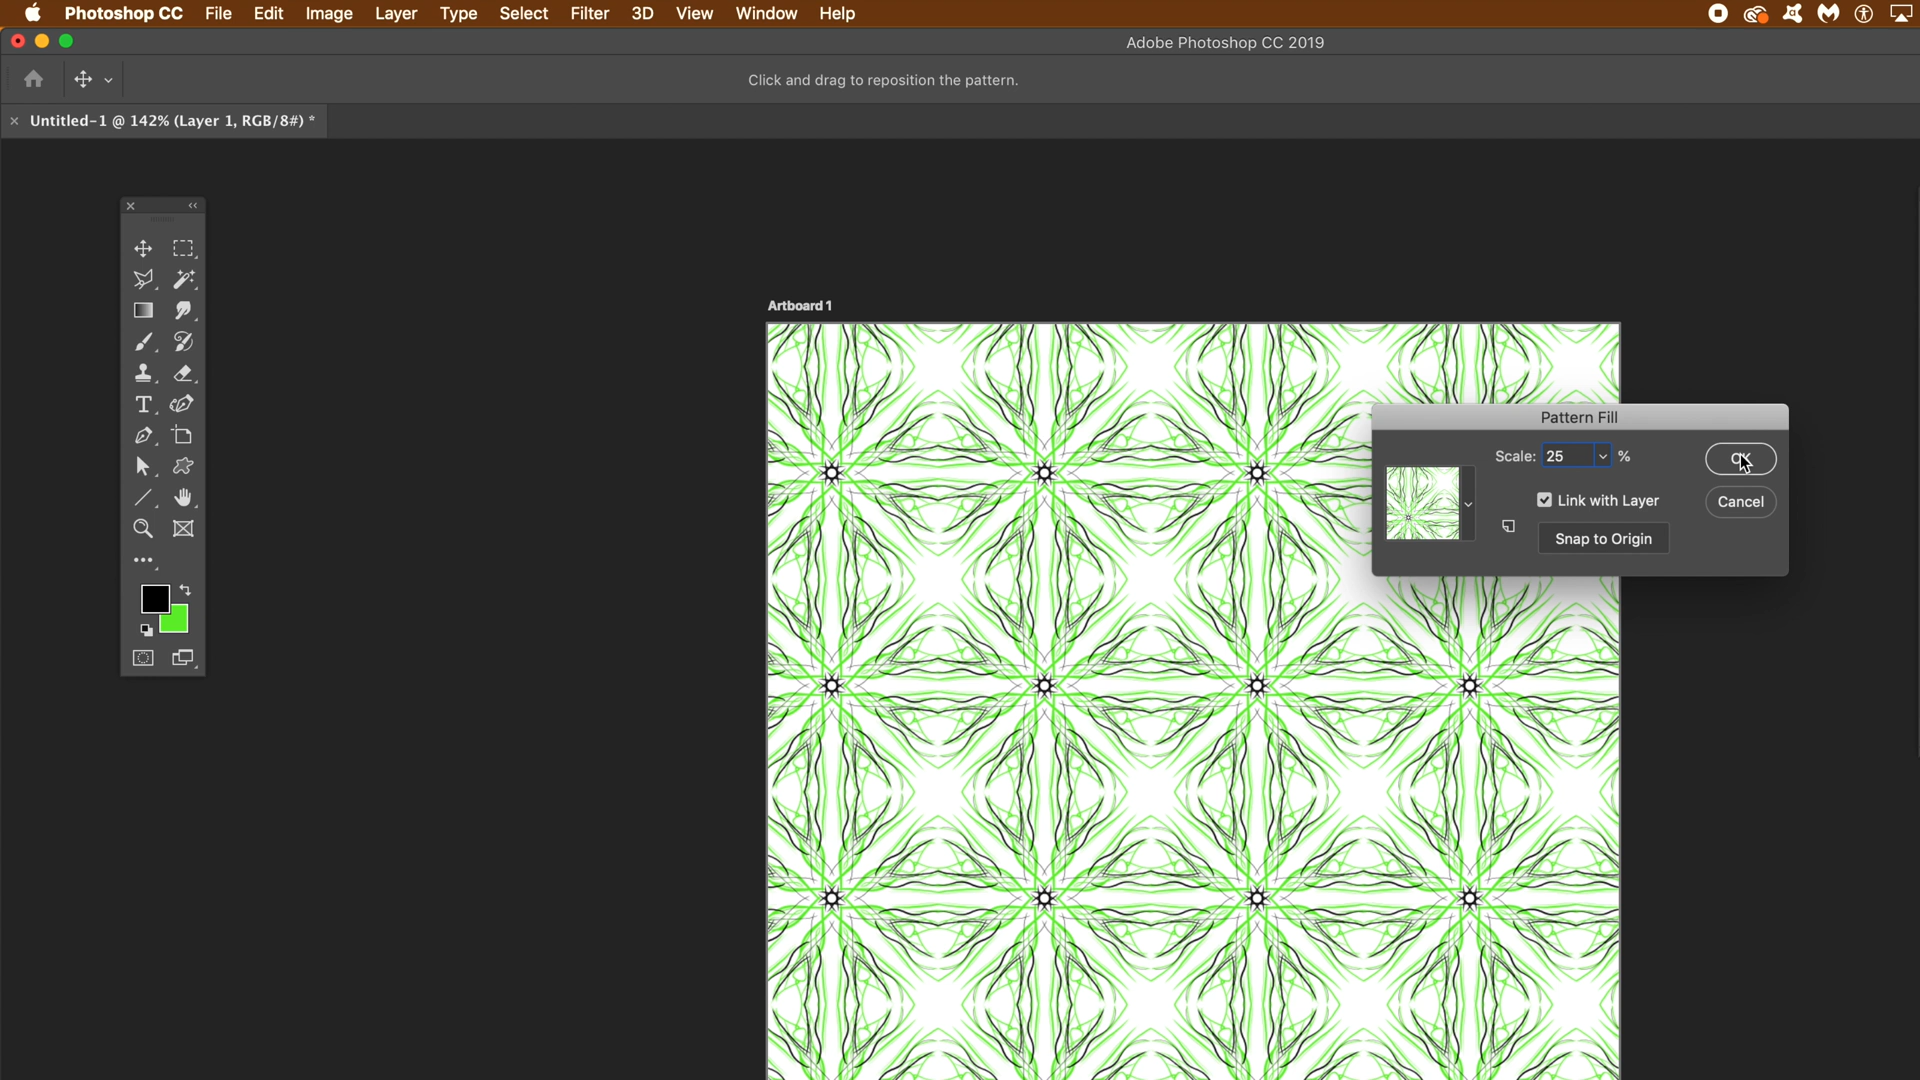 Photoshop CC File Edit Image Layer Type Select Filter 3D View Window Help
Adobe Photoshop CC 2019
Click and drag to reposition the pattern.
Untitled-1 @ 142% (Layer 1, RGB/8#) *
Artboard 1
Pattern Fill
Scale: 25 %
OK
Link with Layer
Cancel
Snap to Origin